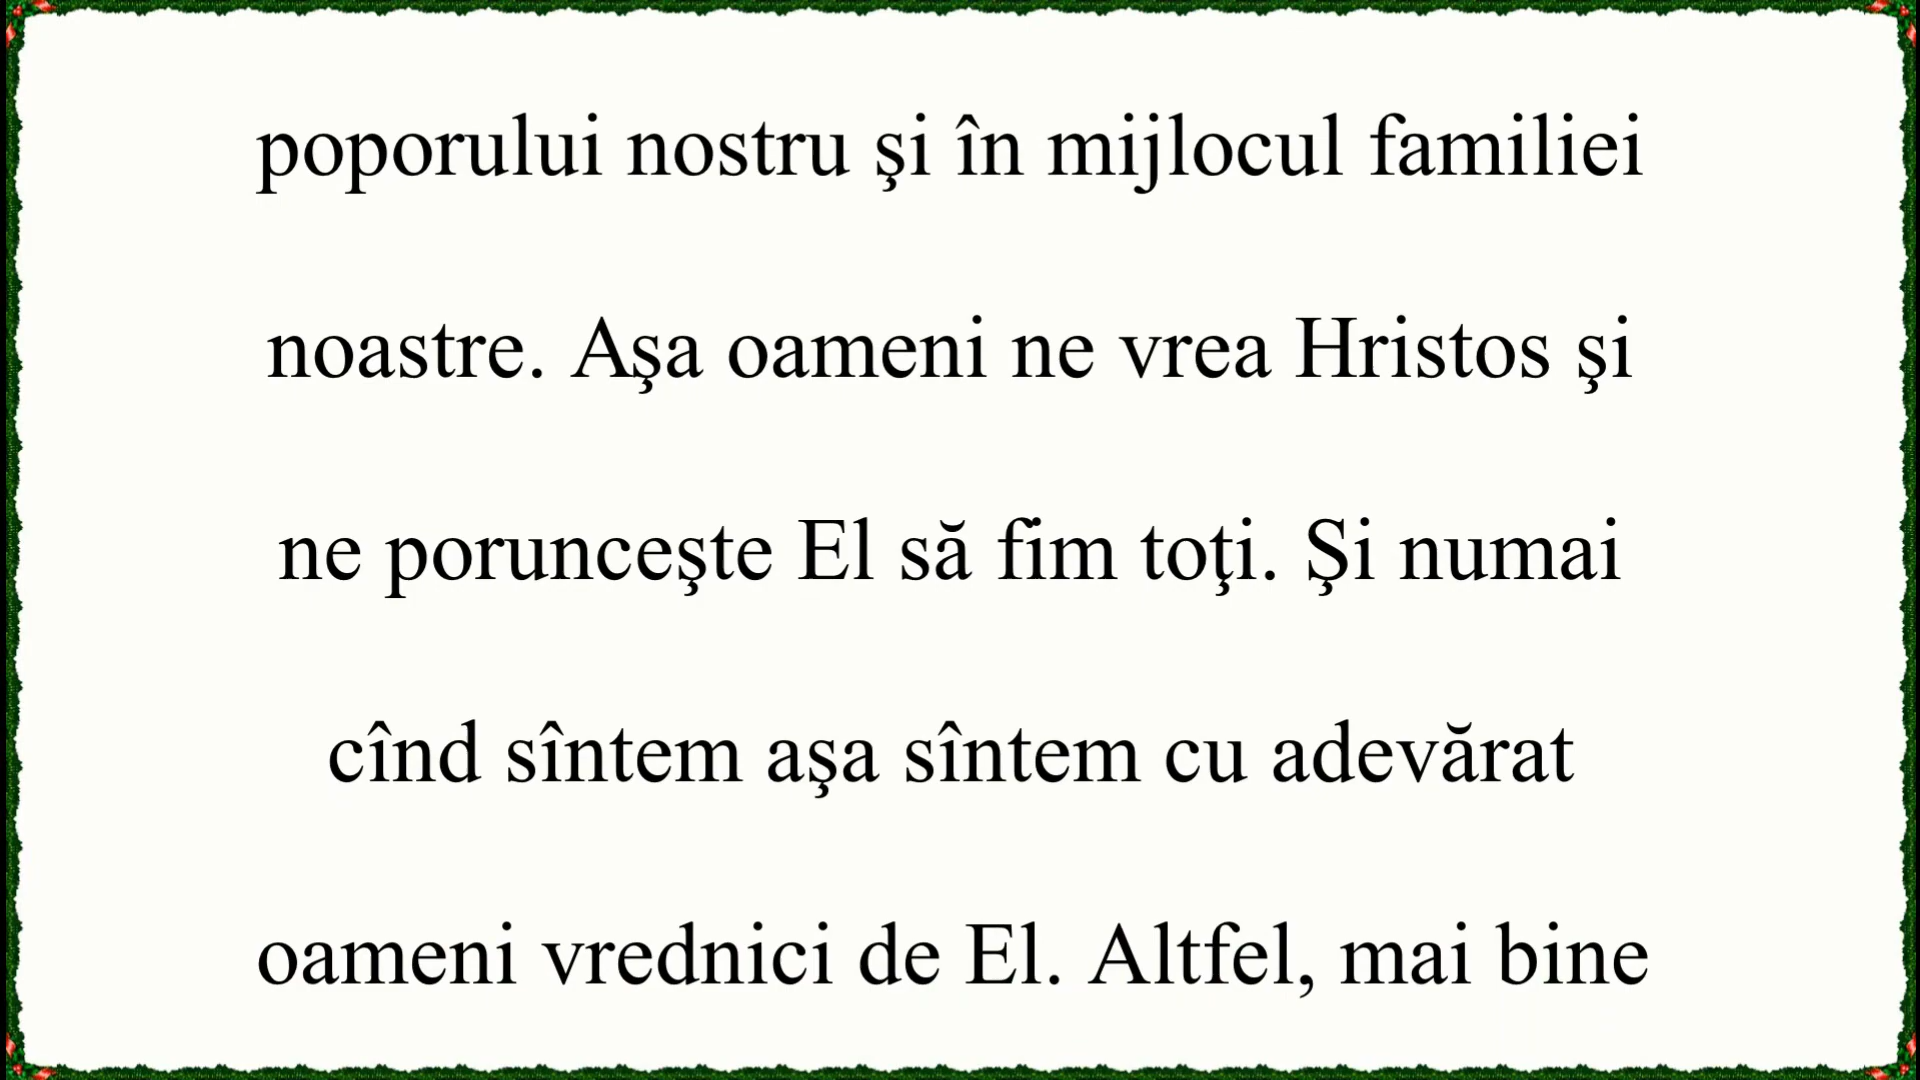 poporului nostru şi în mijlocul familiei
noastre. Aşa oameni ne vrea Hristos şi
ne porunceşte El să fim toţi. Şi numai
cînd sîntem aşa sîntem cu adevărat
oameni vrednici de El. Altfel, mai bine